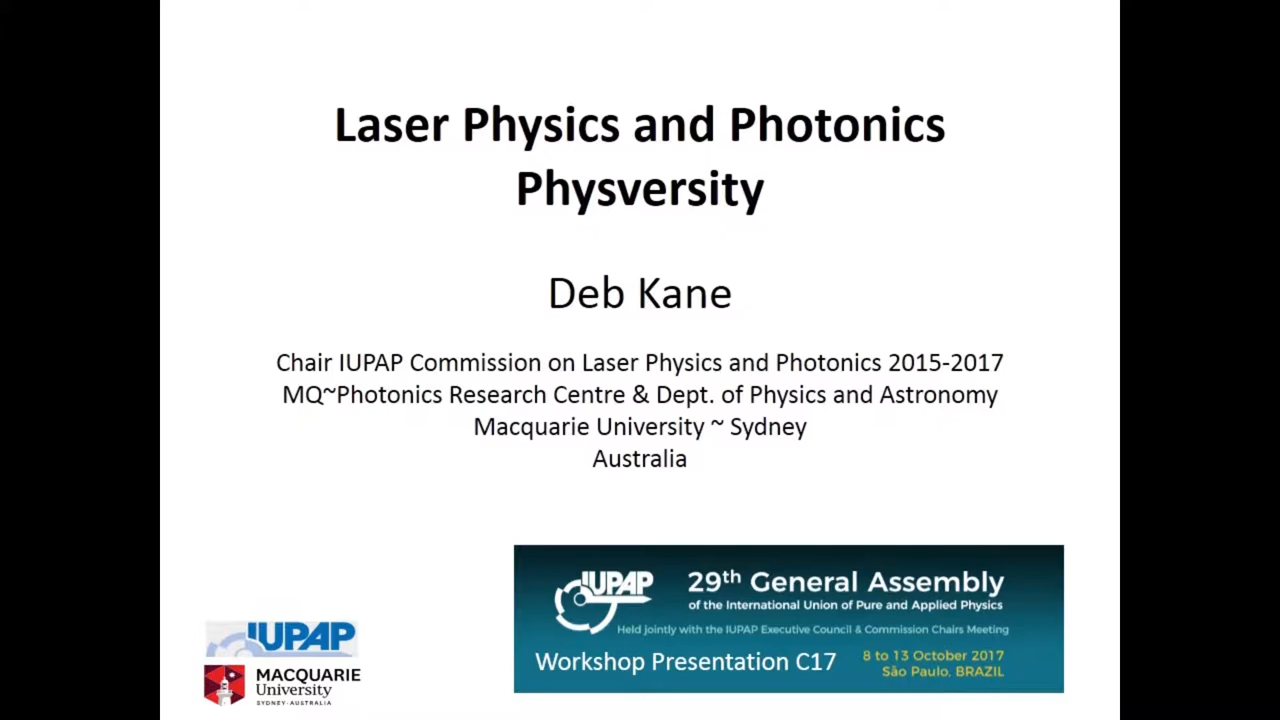 Laser Physics and Photonics
Physversity
Deb Kane
Chair IUPAP Commission on Laser Physics and Photonics 2015-2017
MQ~Photonics Research Centre & Dept. of Physics and Astronomy
Macquarie University ~ Sydney
Australia
IUPAP
29th General Assembly
of the International Union of Pure and Applied Physics
Held jointly with the IUPAP Executive Council & Commission Chairs Meeting
Workshop Presentation C17
8 to 13 October 2017
São Paulo, BRAZIL
IUPAP
MACQUARIE
University
SYDNEY·AUSTRALIA